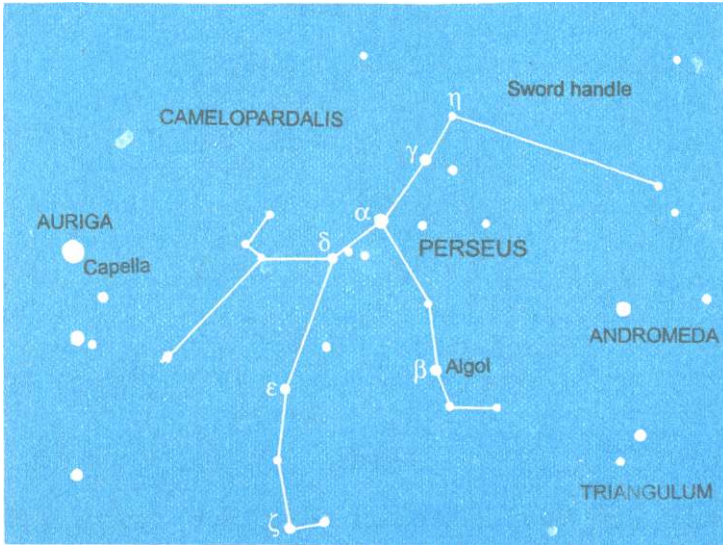 η
Sword handle
CAMELOPARDALIS
γ
α
AURIGA
δ
PERSEUS
Capella
ANDROMEDA
β Algol
ε
TRIANGULUM
ζ